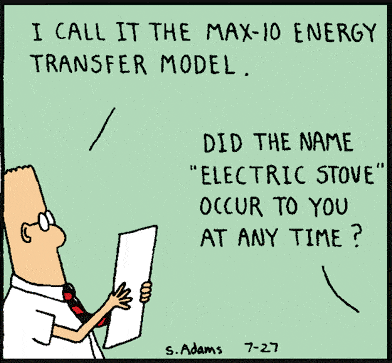 I CALL IT THE MAX-10 ENERGY
TRANSFER MODEL.
DID THE NAME
"ELECTRIC STOVE"
OCCUR TO YOU
AT ANY TIME?
S. Adams 7-27